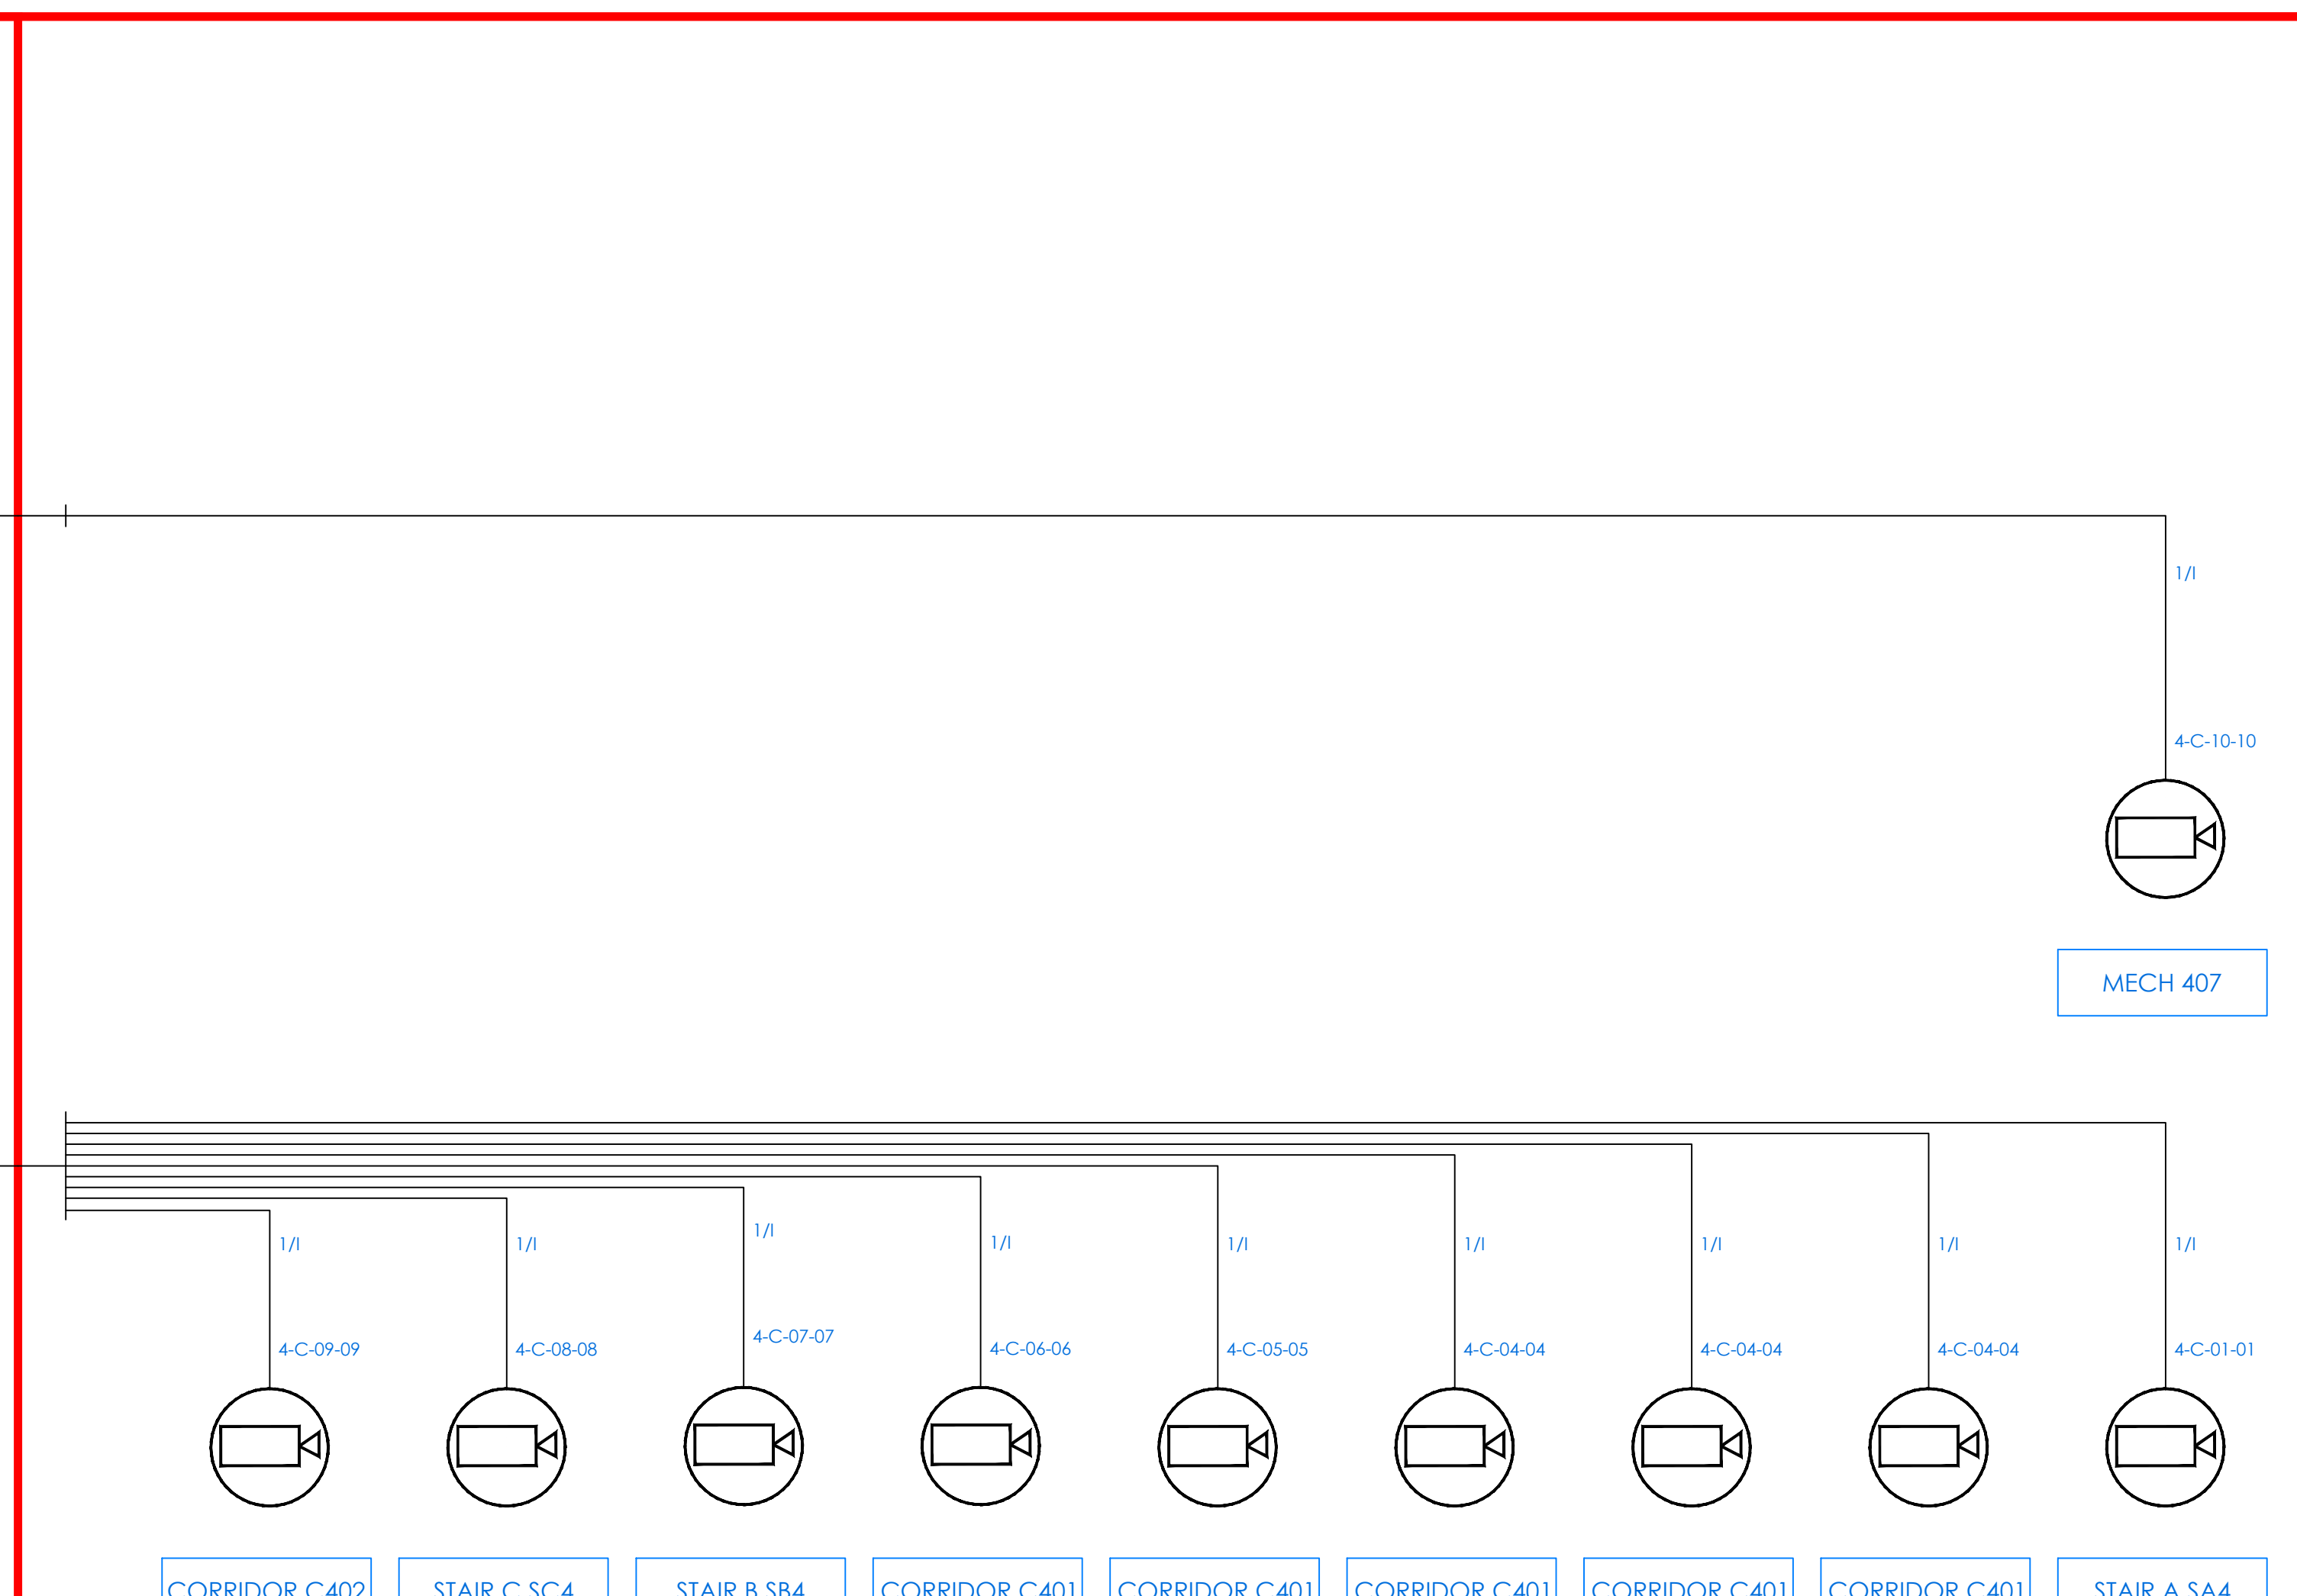 1/I
4-C-10-10
MECH 407
1/I
1/I
1/I
1/I
1/I
1/I
1/I
1/I
1/I
4-C-09-09
4-C-08-08
4-C-07-07
4-C-06-06
4-C-05-05
4-C-04-04
4-C-04-04
4-C-04-04
4-C-01-01
CORRIDOR C402
STAIR C SC4
STAIR B SB4
CORRIDOR C401
CORRIDOR C401
CORRIDOR C401
CORRIDOR C401
CORRIDOR C401
STAIR A SA4